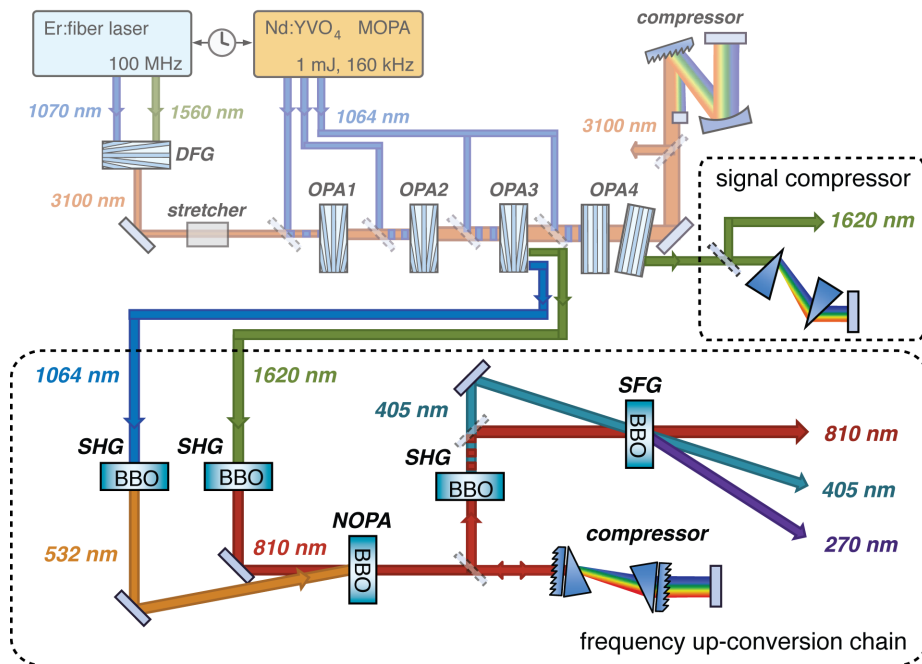 Er:fiber laser
100 MHz
Nd:YVO4 MOPA
1 mJ, 160 kHz
compressor
1070 nm
1560 nm
1064 nm
3100 nm
DFG
signal compressor
3100 nm
stretcher
OPA1
OPA2
OPA3
OPA4
1620 nm
1064 nm
1620 nm
405 nm
SFG
BBO
810 nm
SHG
BBO
SHG
BBO
SHG
BBO
405 nm
NOPA
BBO
532 nm
810 nm
compressor
270 nm
frequency up-conversion chain